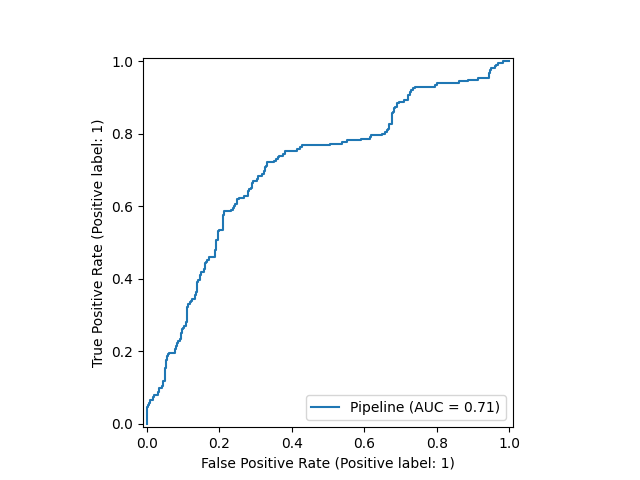 1.0
0.8
0.6
0.4
0.2
0.0
True Positive Rate (Positive label: 1)
Pipeline (AUC = 0.71)
0.0 0.2 0.4 0.6 0.8 1.0
False Positive Rate (Positive label: 1)